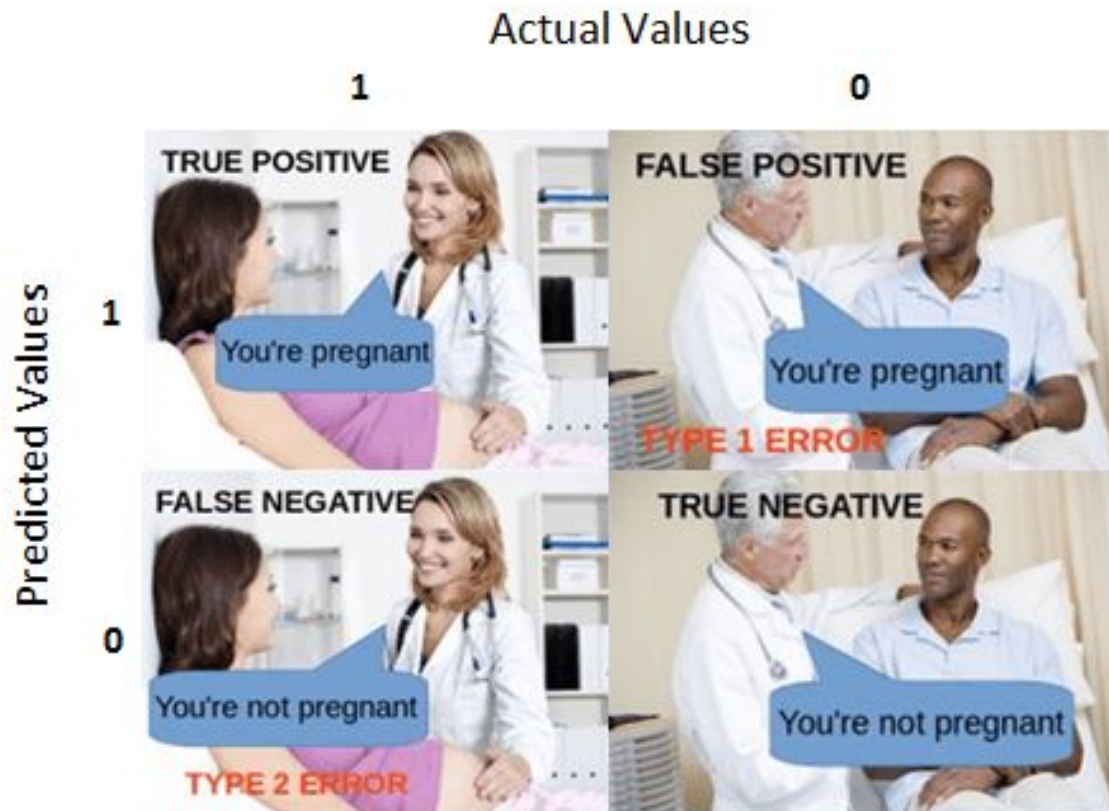 Actual Values
1
0
Predicted Values
1
TRUE POSITIVE
You're pregnant
FALSE POSITIVE
You're pregnant
TYPE 1 ERROR
0
FALSE NEGATIVE
You're not pregnant
TYPE 2 ERROR
TRUE NEGATIVE
You're not pregnant